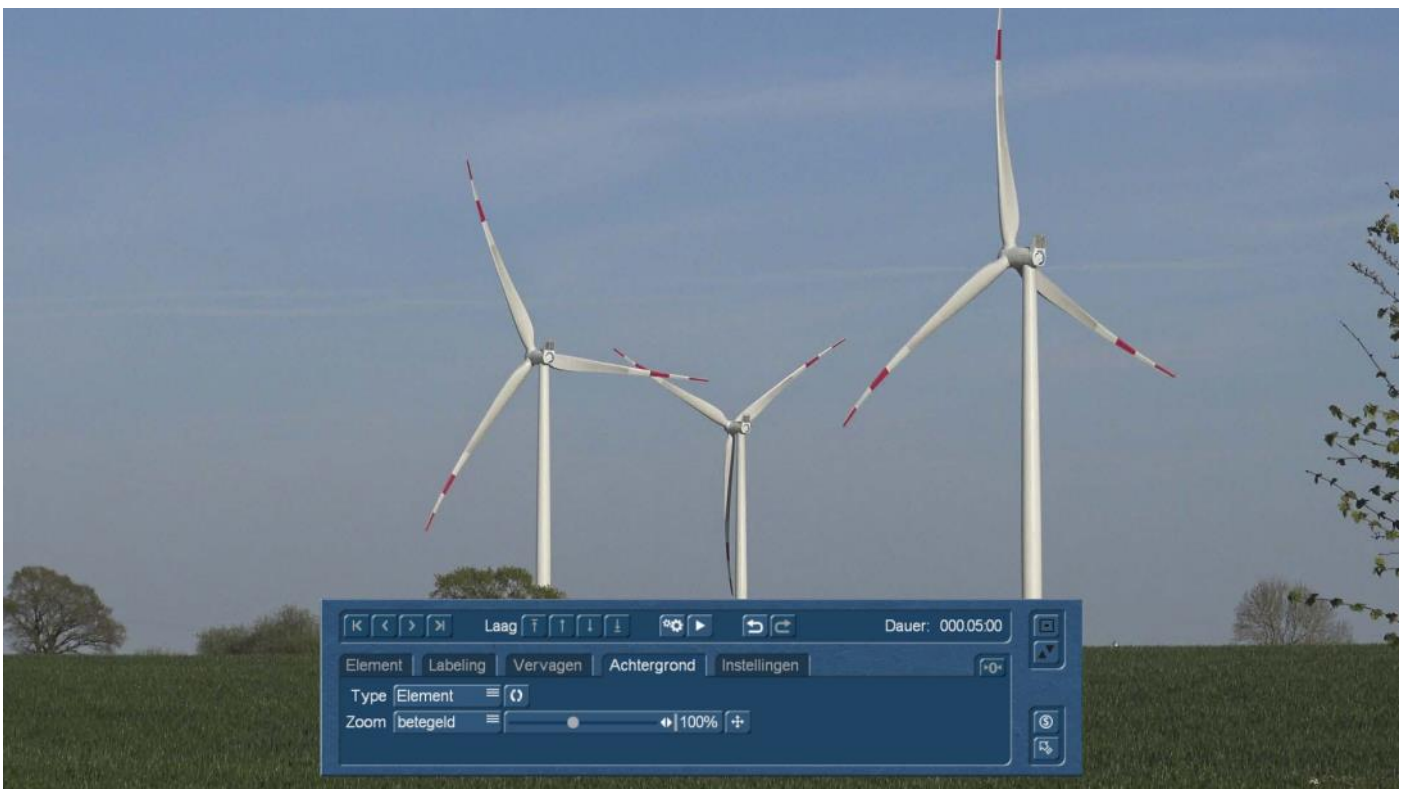 Laag Dauer: 000.05:00
Element Labeling Vervagen Achtergrond Instellingen
Type Element
Zoom betegeld 100%